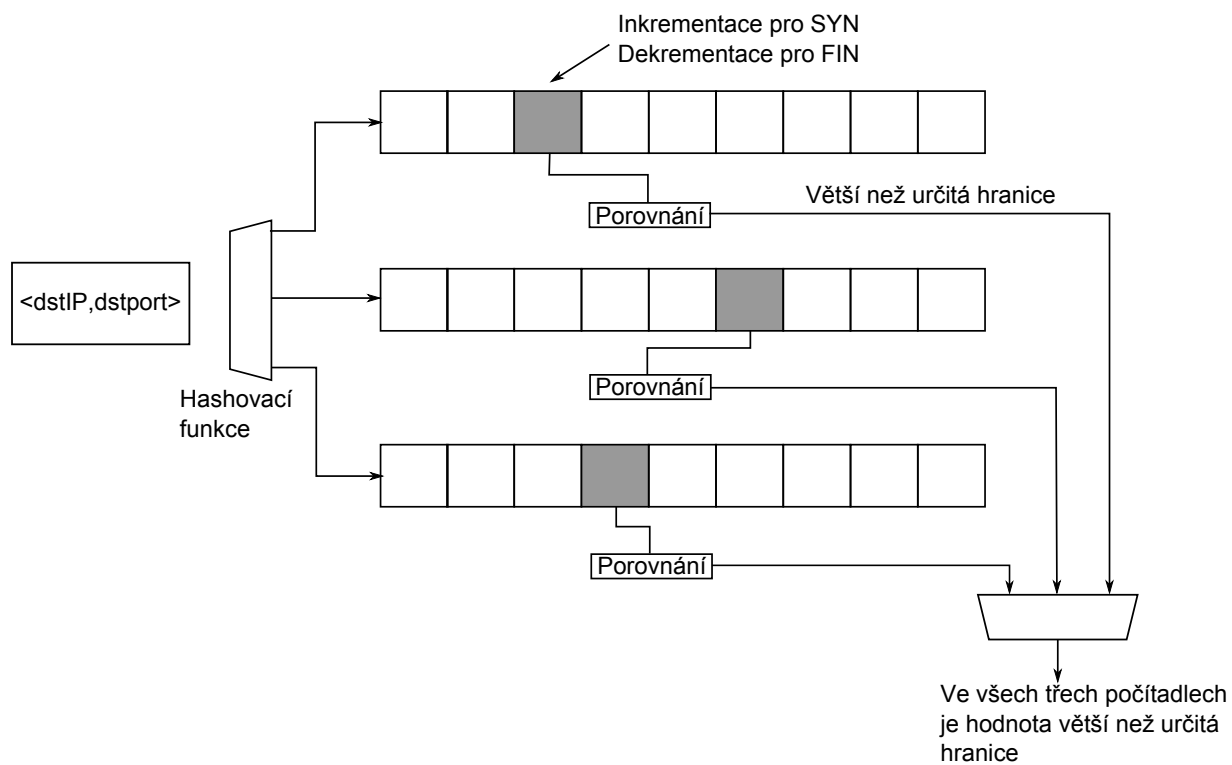 Inkrementace pro SYN
Dekrementace pro FIN
Větší než určitá hranice
Porovnání
<dstIP,dstport>
Porovnání
Hashovací
funkce
Porovnání
Ve všech třech počítadlech
je hodnota větší než určitá
hranice